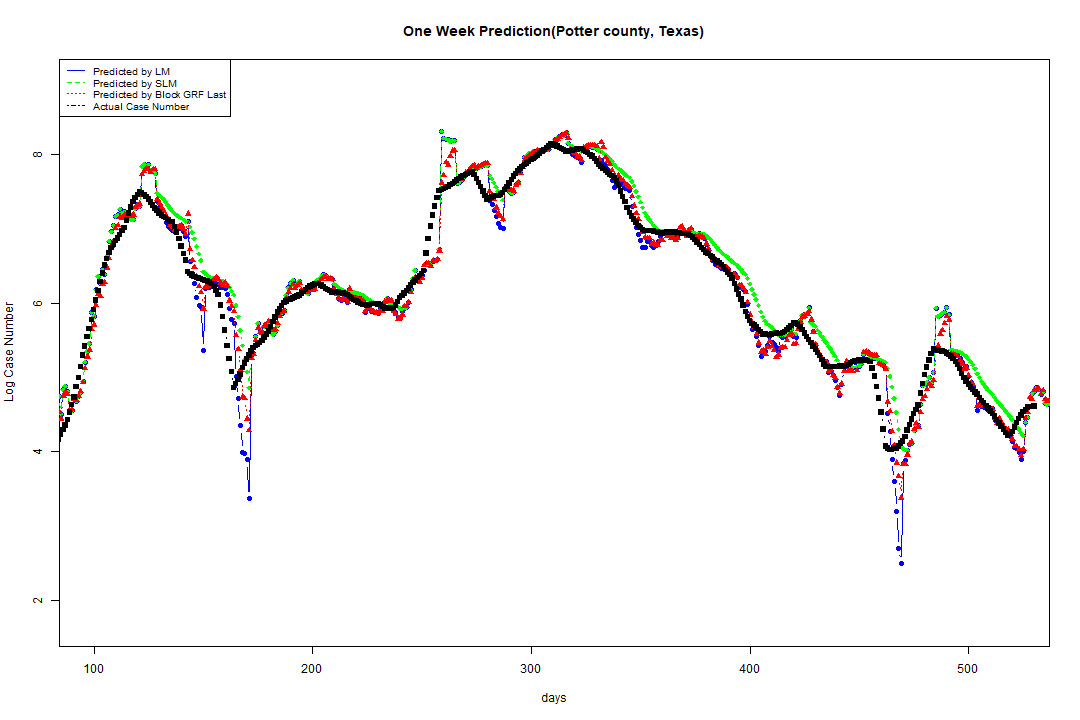 One Week Prediction(Potter county, Texas)
Predicted by LM
Predicted by SLM
Predicted by Block GRF Last
Actual Case Number
8
6
4
2
Log Case Number
100 200 300 400 500
days